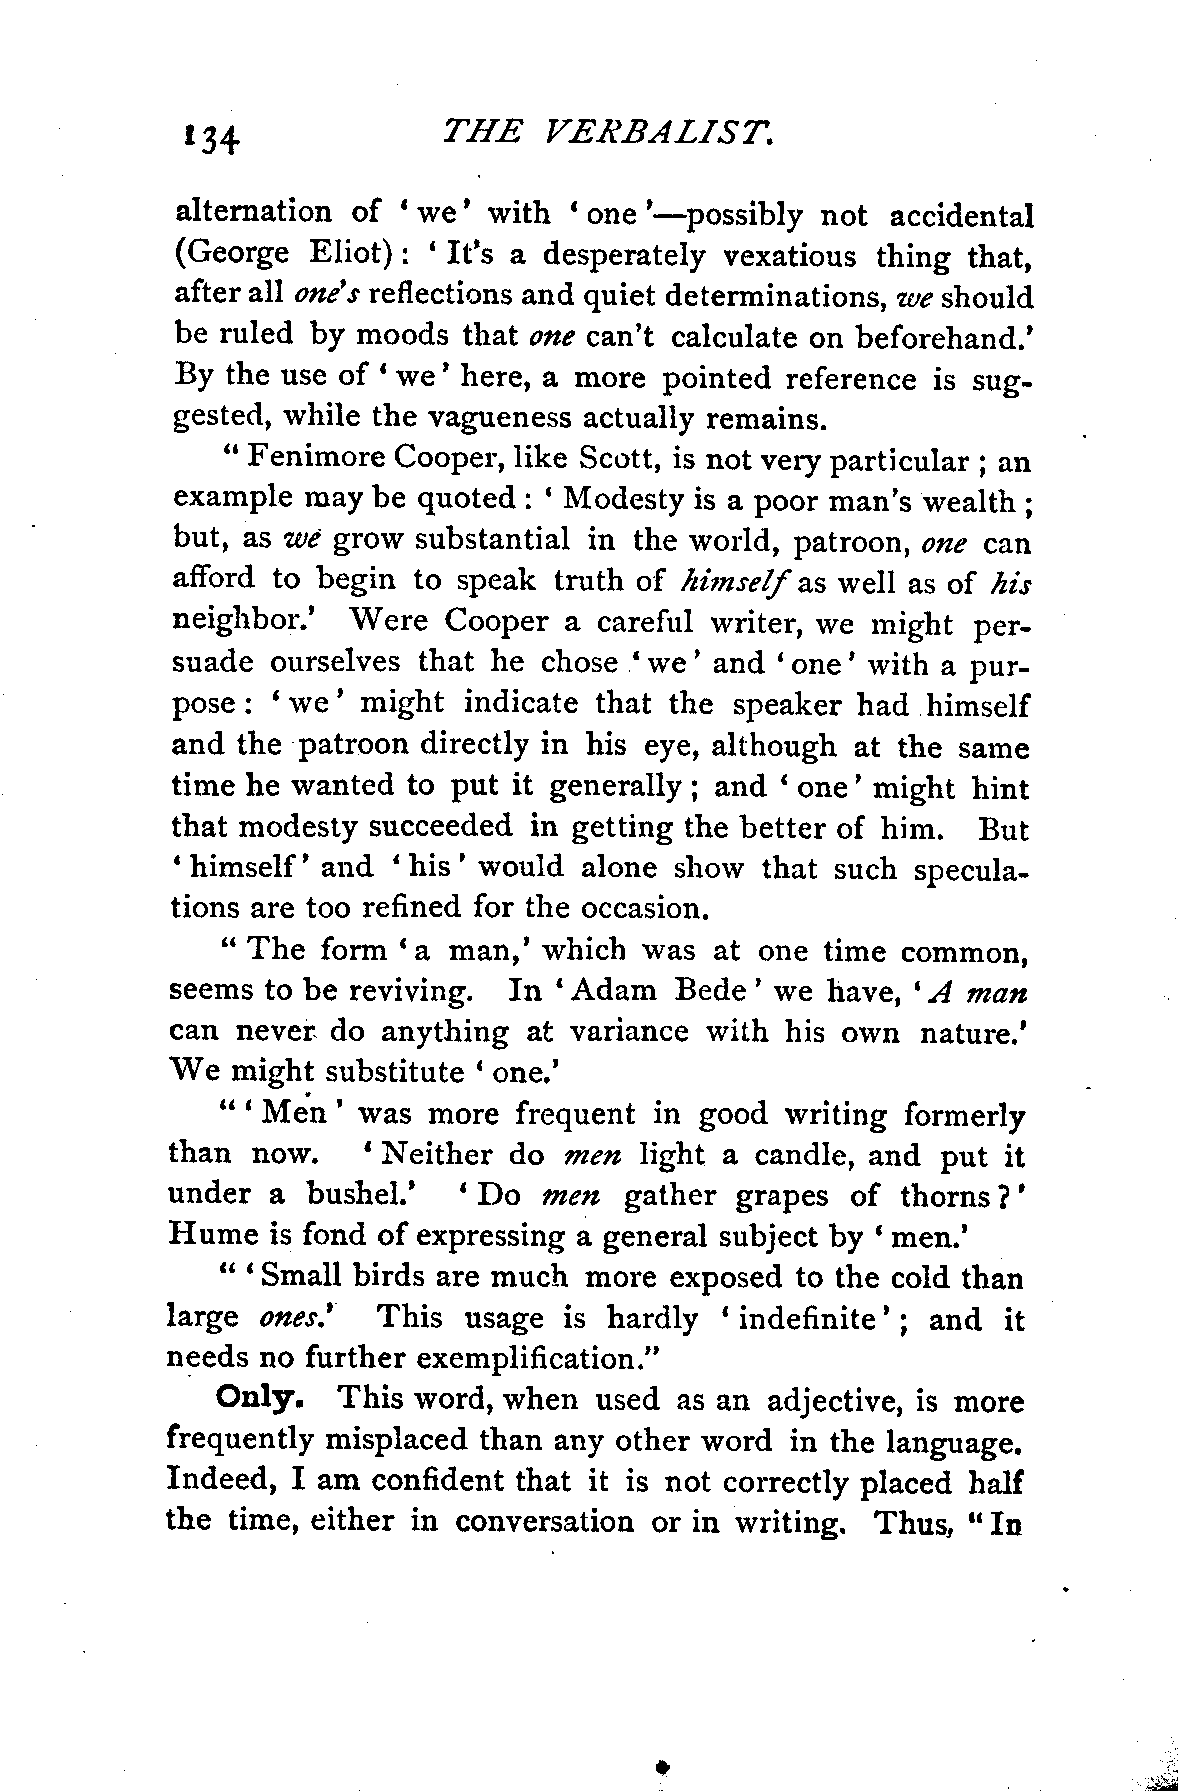 134 THE VERBALIST.
alternation of ‘we’ with ‘one’—possibly not accidental
(George Eliot): ‘It's a desperately vexatious thing that,
after all one's reflections and quiet determinations, we should
be ruled by moods that one can't calculate on beforehand.’
By the use of ‘we’ here, a more pointed reference is sug-
gested, while the vagueness actually remains.
“Fenimore Cooper, like Scott, is not very particular; an
example may be quoted: ‘Modesty is a poor man's wealth;
but, as we grow substantial in the world, patroon, one can
afford to begin to speak truth of himself as well as of his
neighbor.’ Were Cooper a careful writer, we might per-
suade ourselves that he chose ‘we’ and ‘one’ with a pur-
pose: ‘we’ might indicate that the speaker had himself
and the patroon directly in his eye, although at the same
time he wanted to put it generally; and ‘one’ might hint
that modesty succeeded in getting the better of him. But
‘himself’ and ‘his’ would alone show that such specula-
tions are too refined for the occasion.
“The form ‘a man,’ which was at one time common,
seems to be reviving. In ‘Adam Bede’ we have, ‘A man
can never do anything at variance with his own nature.’
We might substitute ‘one.’
“‘Men’ was more frequent in good writing formerly
than now. ‘Neither do men light a candle, and put it
under a bushel.’ ‘Do men gather grapes of thorns?’
Hume is fond of expressing a general subject by ‘men.’
“‘Small birds are much more exposed to the cold than
large ones.’ This usage is hardly ‘indefinite’; and it
needs no further exemplification.”
Only. This word, when used as an adjective, is more
frequently misplaced than any other word in the language.
Indeed, I am confident that it is not correctly placed half
the time, either in conversation or in writing. Thus, “In